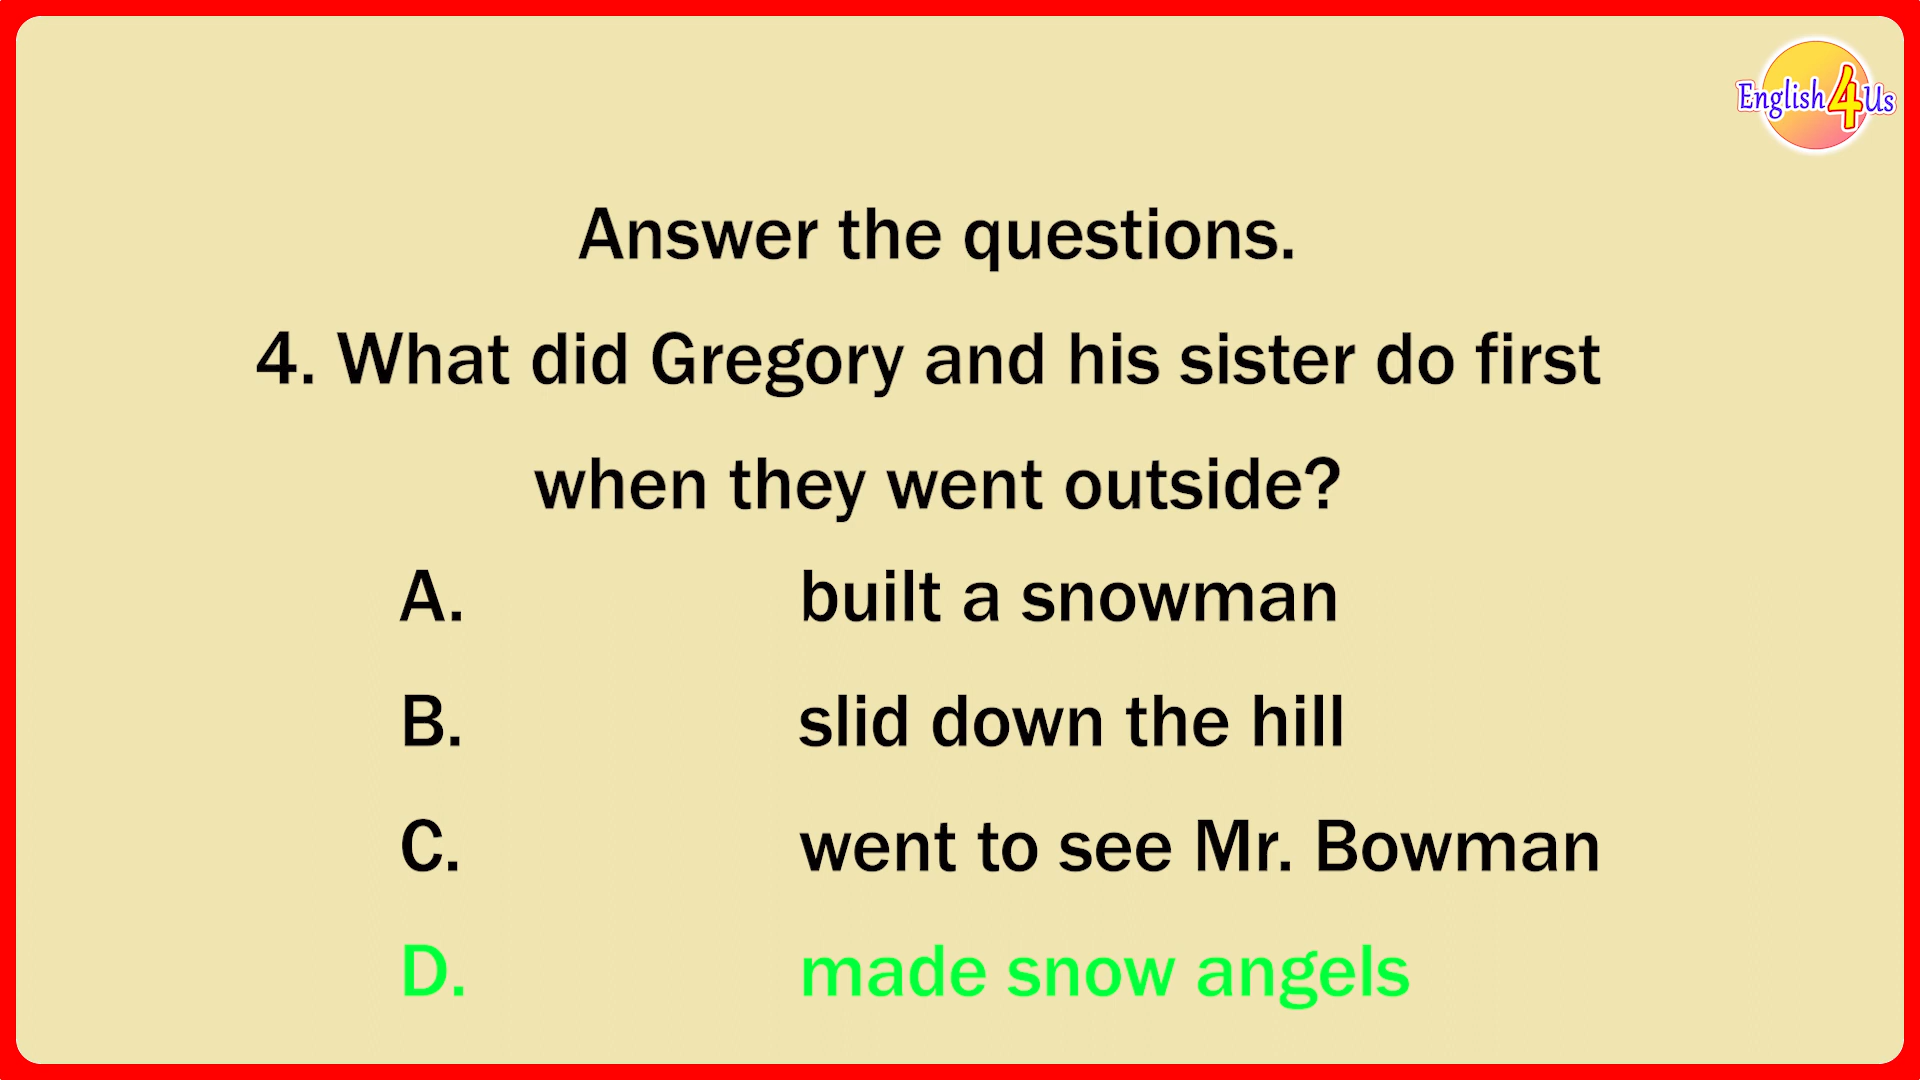 English4Us
Answer the questions.
4. What did Gregory and his sister do first
when they went outside?
A. built a snowman
B. slid down the hill
C. went to see Mr. Bowman
D. made snow angels